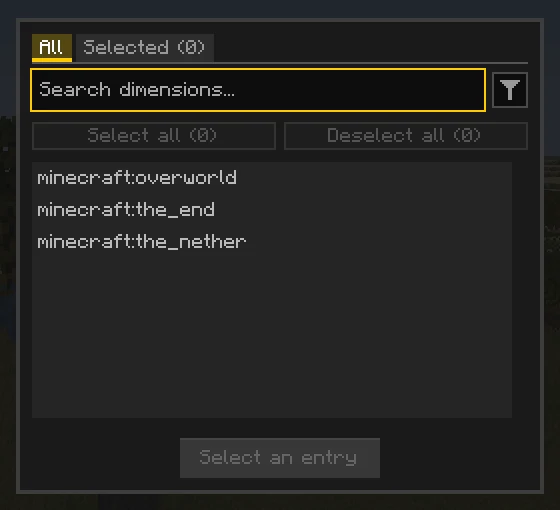 All Selected (0)
Search dimensions...
Select all (0) Deselect all (0)
minecraft:overworld
minecraft:the_end
minecraft:the_nether
Select an entry